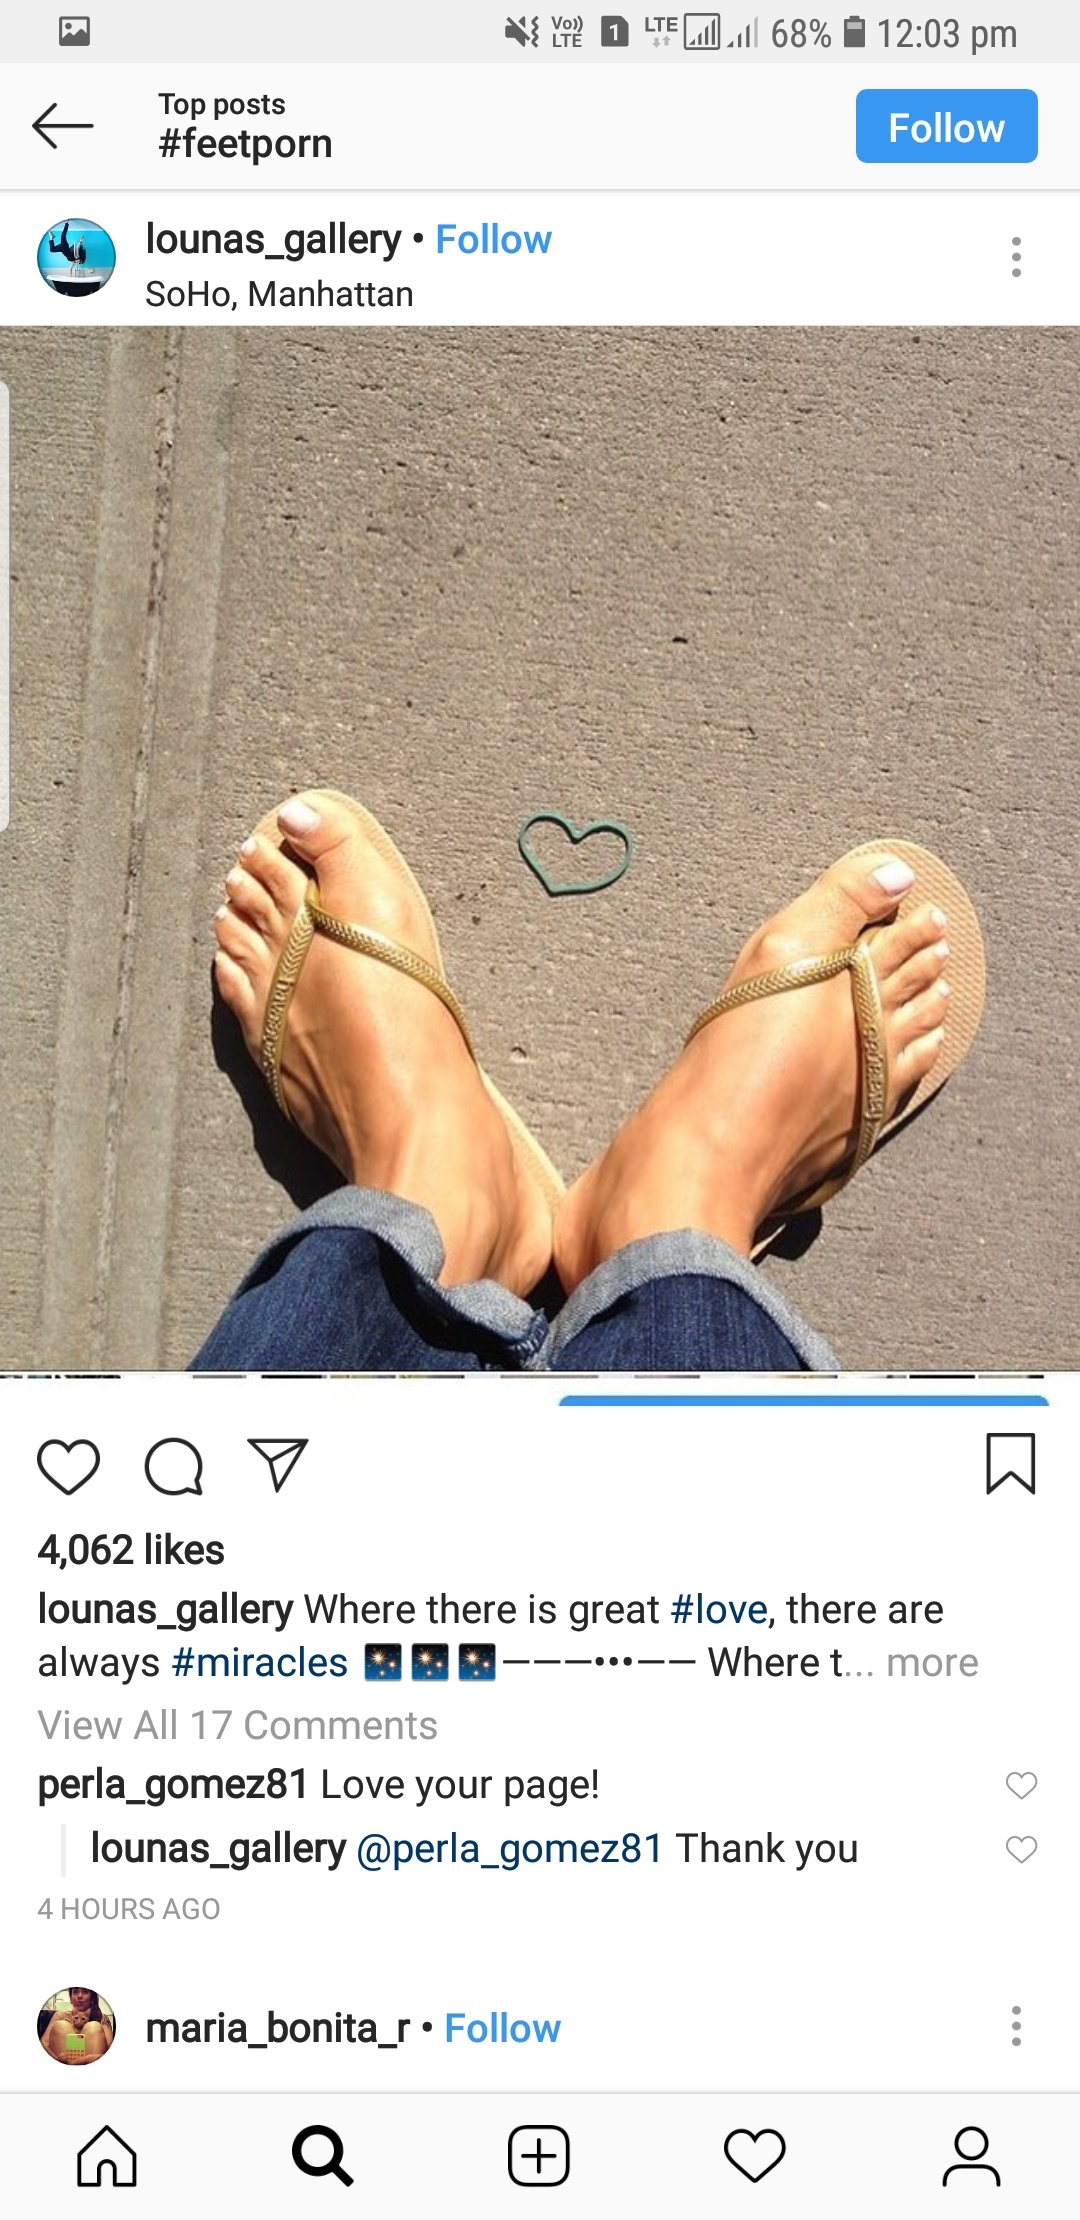 Vo)) LTE 1 LTE 68% 12:03 pm
Top posts
#feetporn
Follow
lounas_gallery • Follow
SoHo, Manhattan
4,062 likes
lounas_gallery Where there is great #love, there are
always #miracles 🎇🎇🎇———•••—— Where t... more
View All 17 Comments
perla_gomez81 Love your page!
lounas_gallery @perla_gomez81 Thank you
4 HOURS AGO
maria_bonita_r • Follow